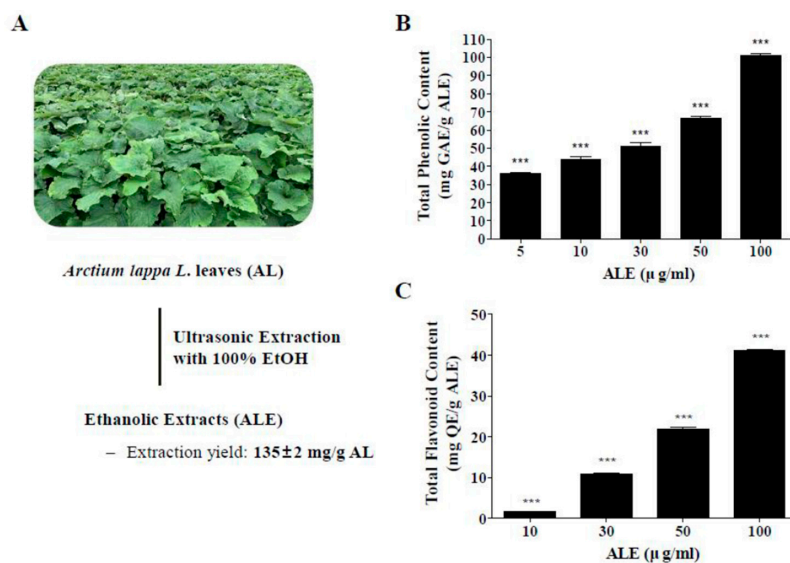 A
Arctium lappa L. leaves (AL)
Ultrasonic Extraction
with 100% EtOH
Ethanolic Extracts (ALE)
– Extraction yield: 135±2 mg/g AL
B
Total Phenolic Content
(mg GAE/g ALE)
110
100
90
80
70
60
50
40
30
20
10
0
***
***
***
***
***
5 10 30 50 100
ALE (μ g/ml)
C
Total Flavonoid Content
(mg QE/g ALE)
50
40
30
20
10
0
***
***
***
***
10 30 50 100
ALE (μ g/ml)